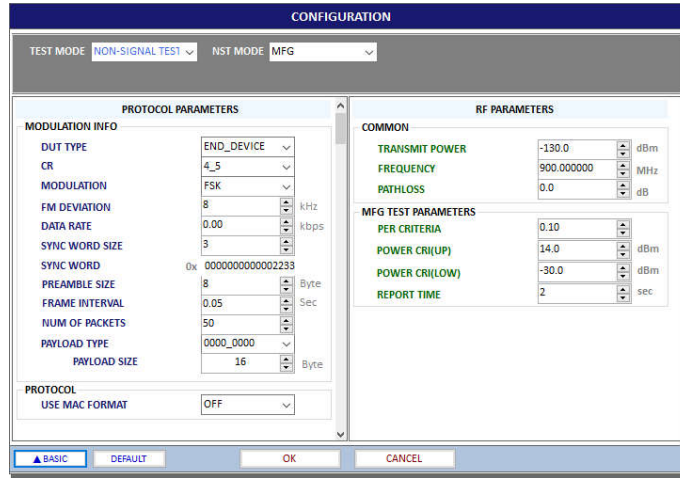 CONFIGURATION
TEST MODE NON-SIGNAL TEST NST MODE MFG
PROTOCOL PARAMETERS
MODULATION INFO
DUT TYPE END_DEVICE
CR 4_5
MODULATION FSK
FM DEVIATION 8 kHz
DATA RATE 0.00 kbps
SYNC WORD SIZE 3
SYNC WORD 0x 0000000000002233
PREAMBLE SIZE 8 Byte
FRAME INTERVAL 0.05 Sec
NUM OF PACKETS 50
PAYLOAD TYPE 0000_0000
PAYLOAD SIZE 16 Byte
PROTOCOL
USE MAC FORMAT OFF
RF PARAMETERS
COMMON
TRANSMIT POWER -130.0 dBm
FREQUENCY 900.000000 MHz
PATHLOSS 0.0 dB
MFG TEST PARAMETERS
PER CRITERIA 0.10
POWER CRI(UP) 14.0 dBm
POWER CRI(LOW) -30.0 dBm
REPORT TIME 2 sec
▲ BASIC DEFAULT OK CANCEL